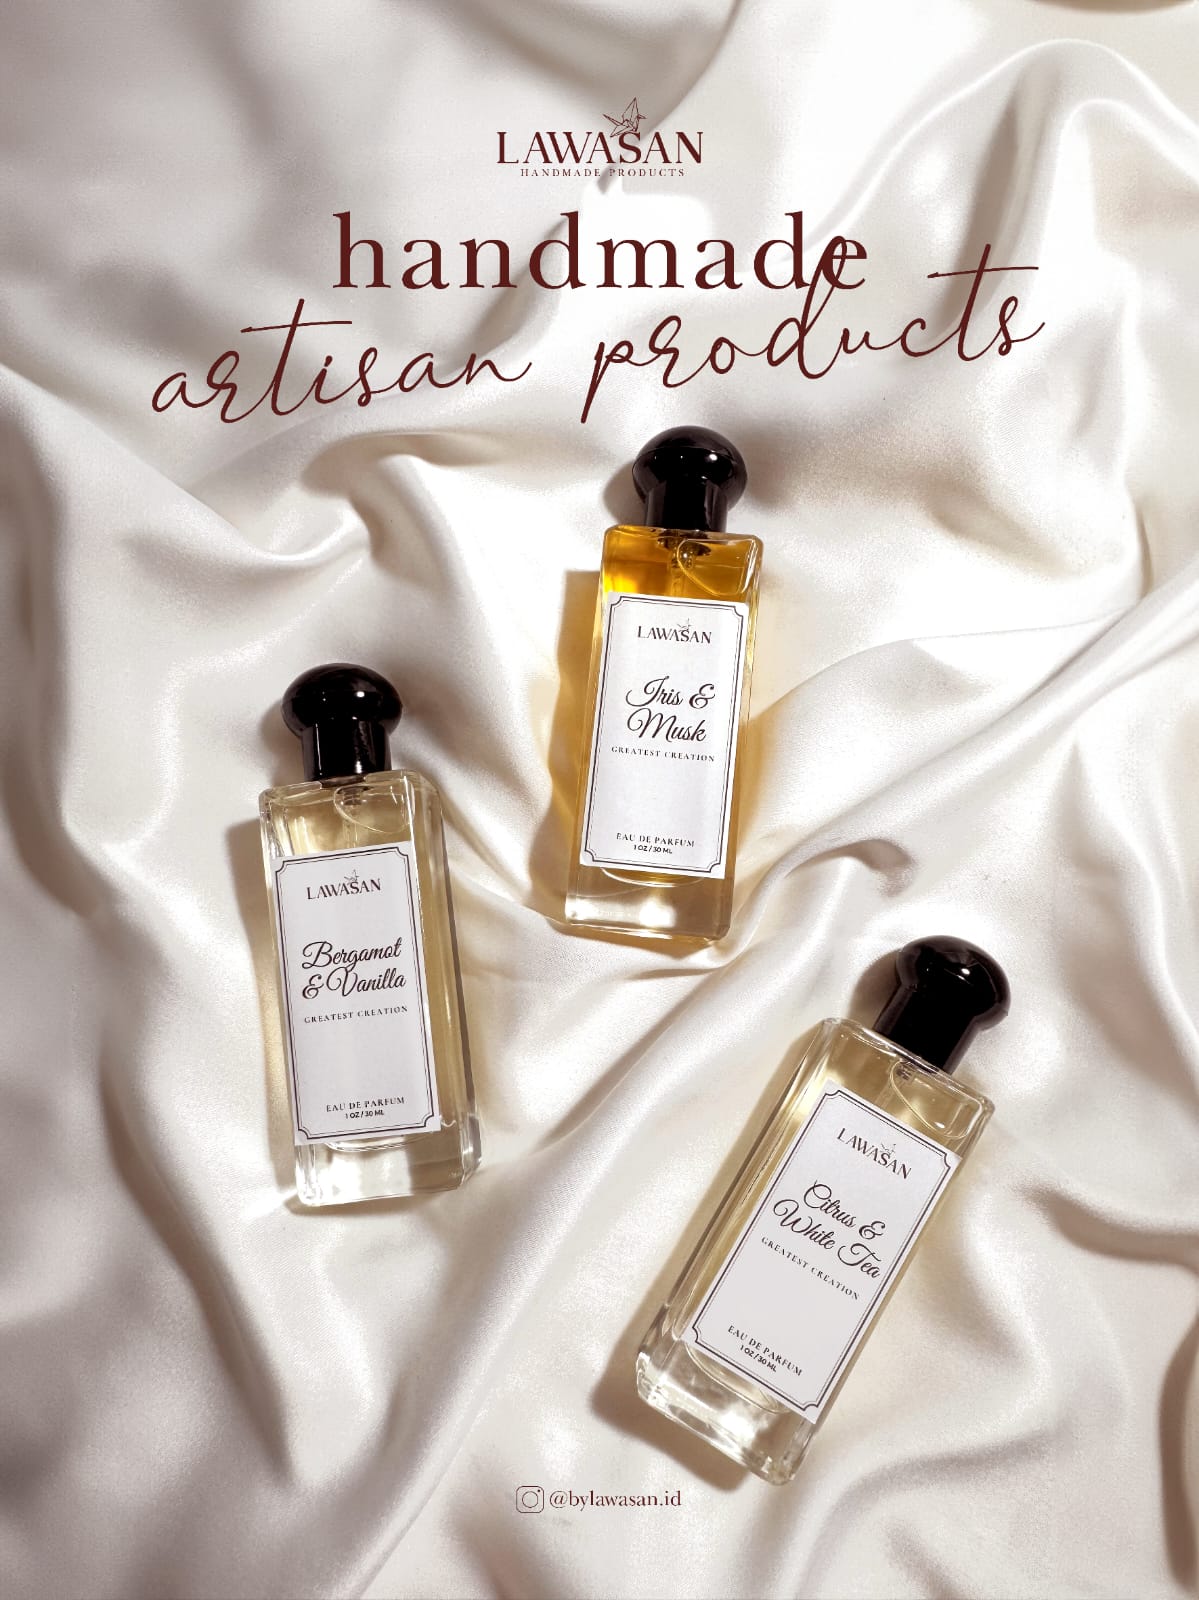 LAWASAN
HANDMADE PRODUCTS
handmade
artisan products
LAWASAN
Iris &
Musk
GREATEST CREATION
EAU DE PARFUM
1 OZ / 30 ML
LAWASAN
Bergamot
& Vanilla
GREATEST CREATION
EAU DE PARFUM
1 OZ / 30 ML
LAWASAN
Citrus &
White Tea
GREATEST CREATION
EAU DE PARFUM
1 OZ / 30 ML
@bylawasan.id